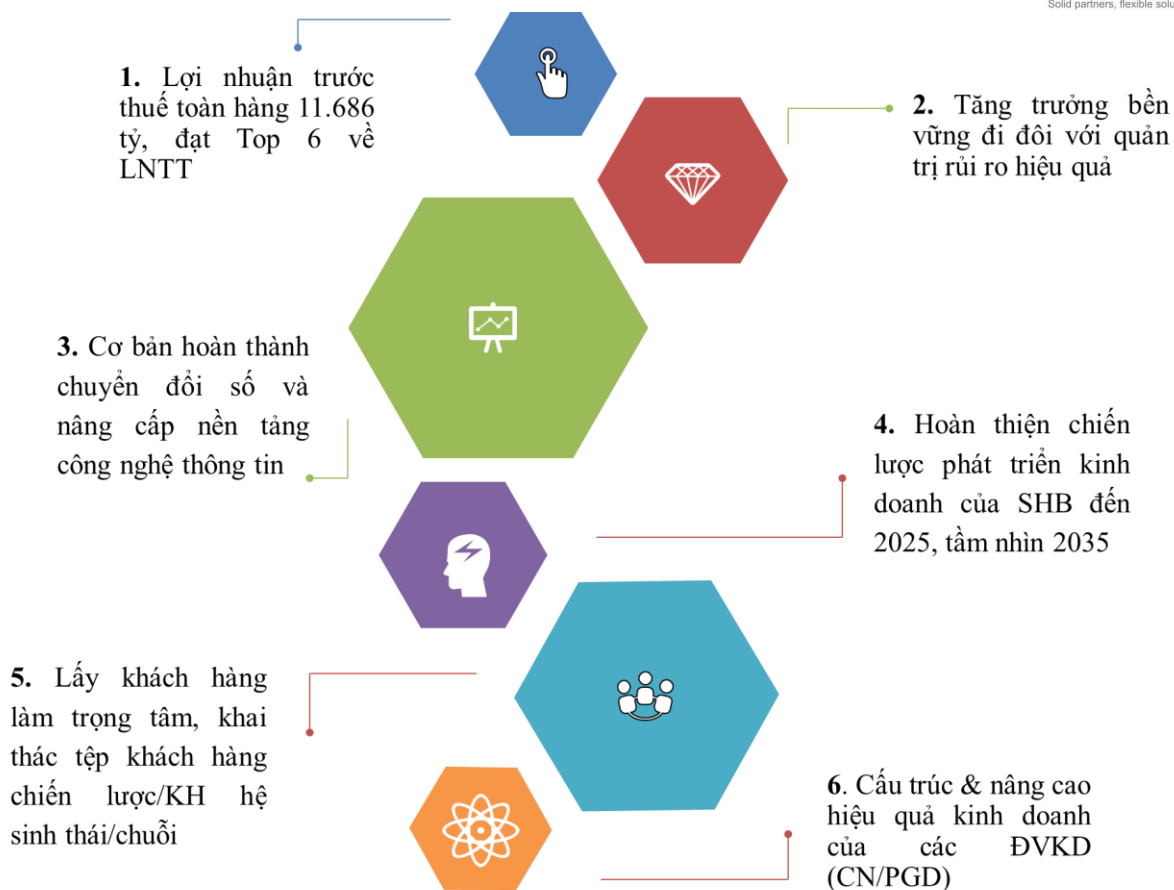 Solid partners, flexible solu
1. Lợi nhuận trước
thuế toàn hàng 11.686
tỷ, đạt Top 6 về
LNTT
2. Tăng trưởng bền
vững đi đôi với quản
trị rủi ro hiệu quả
3. Cơ bản hoàn thành
chuyển đổi số và
nâng cấp nền tảng
công nghệ thông tin
4. Hoàn thiện chiến
lược phát triển kinh
doanh của SHB đến
2025, tầm nhìn 2035
5. Lấy khách hàng
làm trọng tâm, khai
thác tệp khách hàng
chiến lược/KH hệ
sinh thái/chuỗi
6. Cấu trúc & nâng cao
hiệu quả kinh doanh
của các ĐVKD
(CN/PGD)